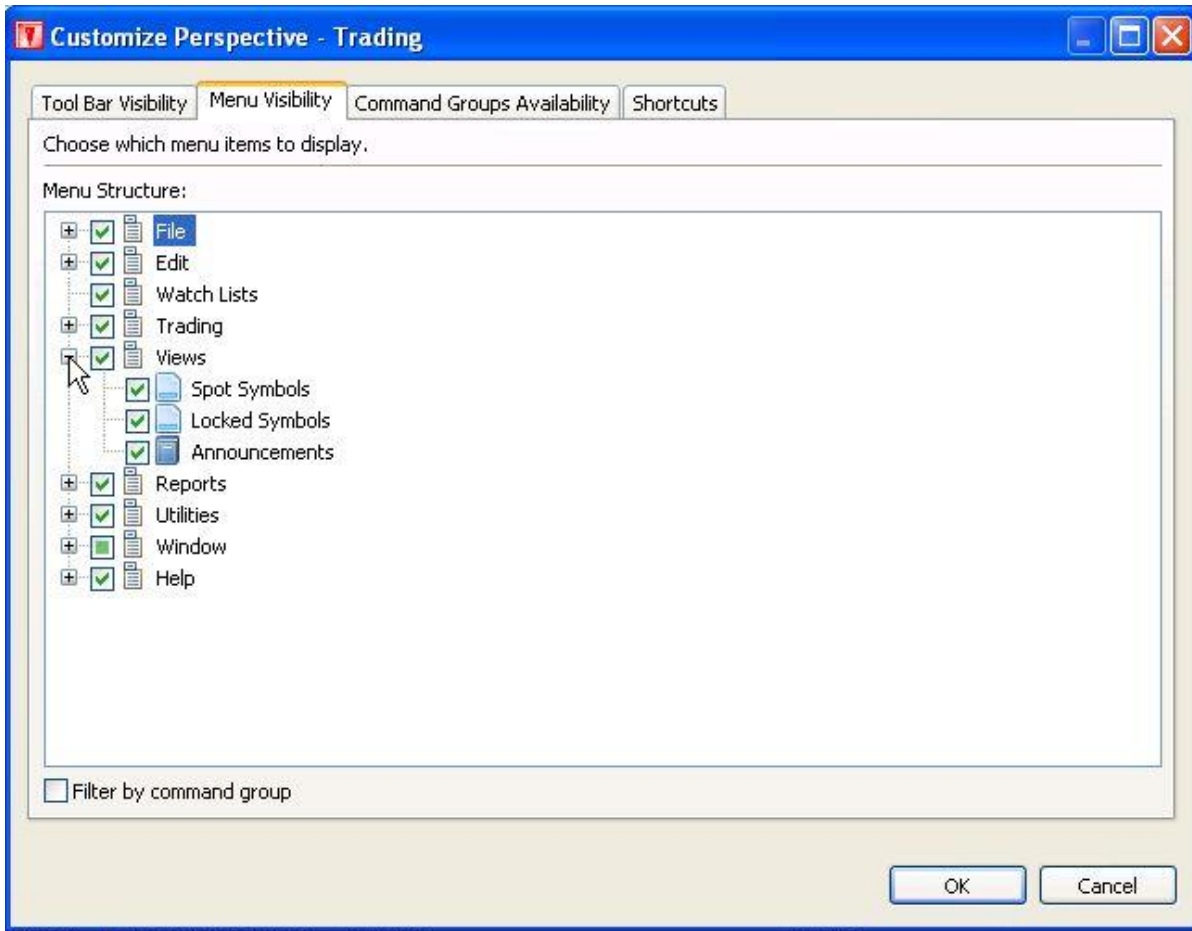 Customize Perspective - Trading
Tool Bar Visibility Menu Visibility Command Groups Availability Shortcuts
Choose which menu items to display.
Menu Structure:
File
Edit
Watch Lists
Trading
Views
Spot Symbols
Locked Symbols
Announcements
Reports
Utilities
Window
Help
Filter by command group
OK Cancel